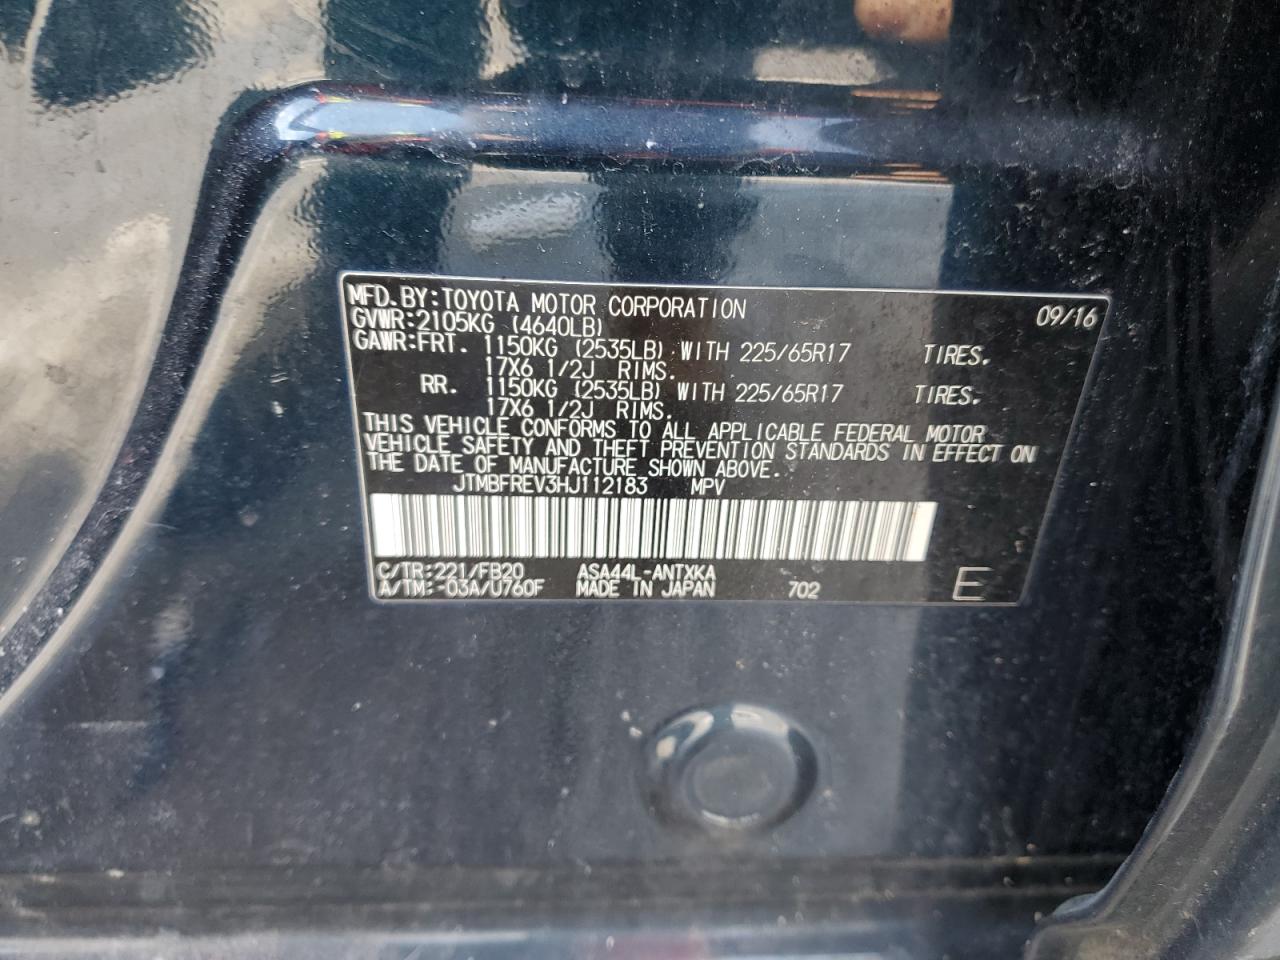 MFD.BY:TOYOTA MOTOR CORPORATION 09/16
GVWR:2105KG (4640LB)
GAWR:FRT. 1150KG (2535LB) WITH 225/65R17 TIRES.
17X6 1/2J RIMS.
RR. 1150KG (2535LB) WITH 225/65R17 TIRES.
17X6 1/2J RIMS.
THIS VEHICLE CONFORMS TO ALL APPLICABLE FEDERAL MOTOR
VEHICLE SAFETY AND THEFT PREVENTION STANDARDS IN EFFECT ON
THE DATE OF MANUFACTURE SHOWN ABOVE.
JTMBFREV3HJ112183 MPV
C/TR:221/FB20 ASA44L-ANTXKA
A/TM:-03A/U760F MADE IN JAPAN 702 E